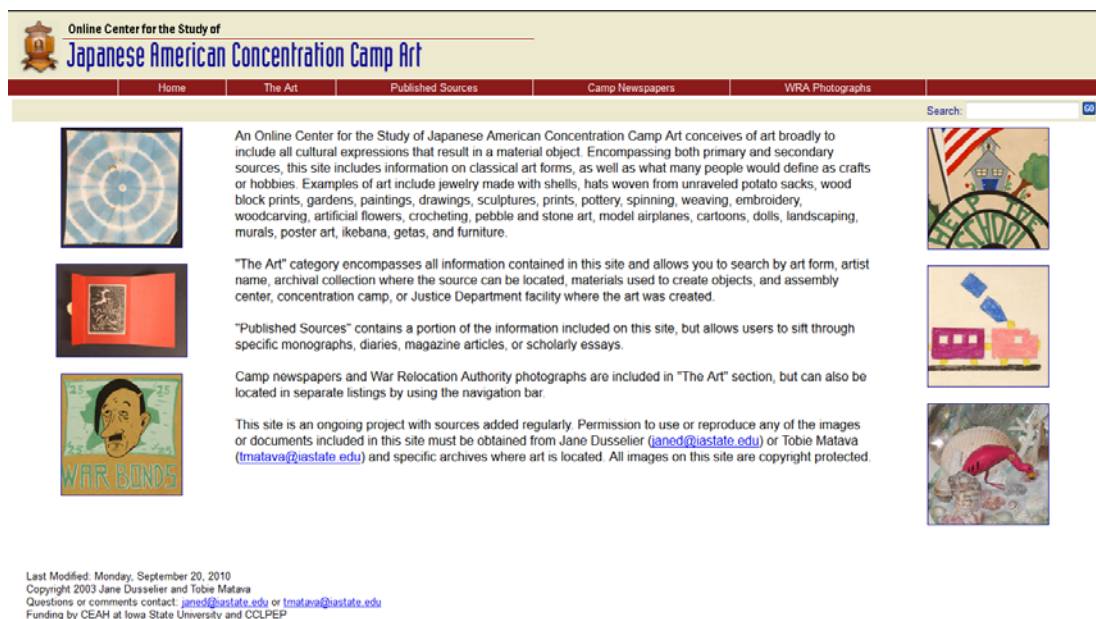 Online Center for the Study of
Japanese American Concentration Camp Art
Home The Art Published Sources Camp Newspapers WRA Photographs
Search: GO
An Online Center for the Study of Japanese American Concentration Camp Art conceives of art broadly to
include all cultural expressions that result in a material object. Encompassing both primary and secondary
sources, this site includes information on classical art forms, as well as what many people would define as crafts
or hobbies. Examples of art include jewelry made with shells, hats woven from unraveled potato sacks, wood
block prints, gardens, paintings, drawings, sculptures, prints, pottery, spinning, weaving, embroidery,
woodcarving, artificial flowers, crocheting, pebble and stone art, model airplanes, cartoons, dolls, landscaping,
murals, poster art, ikebana, getas, and furniture.
"The Art" category encompasses all information contained in this site and allows you to search by art form, artist
name, archival collection where the source can be located, materials used to create objects, and assembly
center, concentration camp, or Justice Department facility where the art was created.
"Published Sources" contains a portion of the information included on this site, but allows users to sift through
specific monographs, diaries, magazine articles, or scholarly essays.
Camp newspapers and War Relocation Authority photographs are included in "The Art" section, but can also be
located in separate listings by using the navigation bar.
This site is an ongoing project with sources added regularly. Permission to use or reproduce any of the images
or documents included in this site must be obtained from Jane Dusselier (janed@iastate.edu) or Tobie Matava
(tmatava@iastate.edu) and specific archives where art is located. All images on this site are copyright protected.
25 25
25 25
WAR BONDS
HELP THE
SCHOOL
Last Modified: Monday, September 20, 2010
Copyright 2003 Jane Dusselier and Tobie Matava
Questions or comments contact: janed@iastate.edu or tmatava@iastate.edu
Funding by CEAH at Iowa State University and CCLPEP